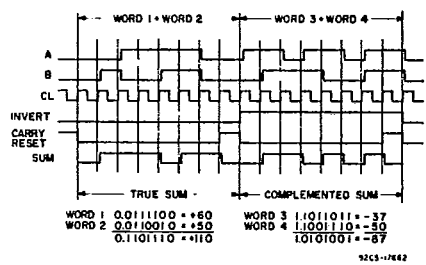 WORD 1 + WORD 2
WORD 3 + WORD 4
A
B
CL
INVERT
CARRY
RESET
SUM
TRUE SUM
COMPLEMENTED SUM
WORD 1 0.0111100 = +60
WORD 2 0.0110010 = +50
0.1101110 = +110
WORD 3 1.1011011 = -37
WORD 4 1.1001110 = -50
1.0101001 = -87
92CS-17662